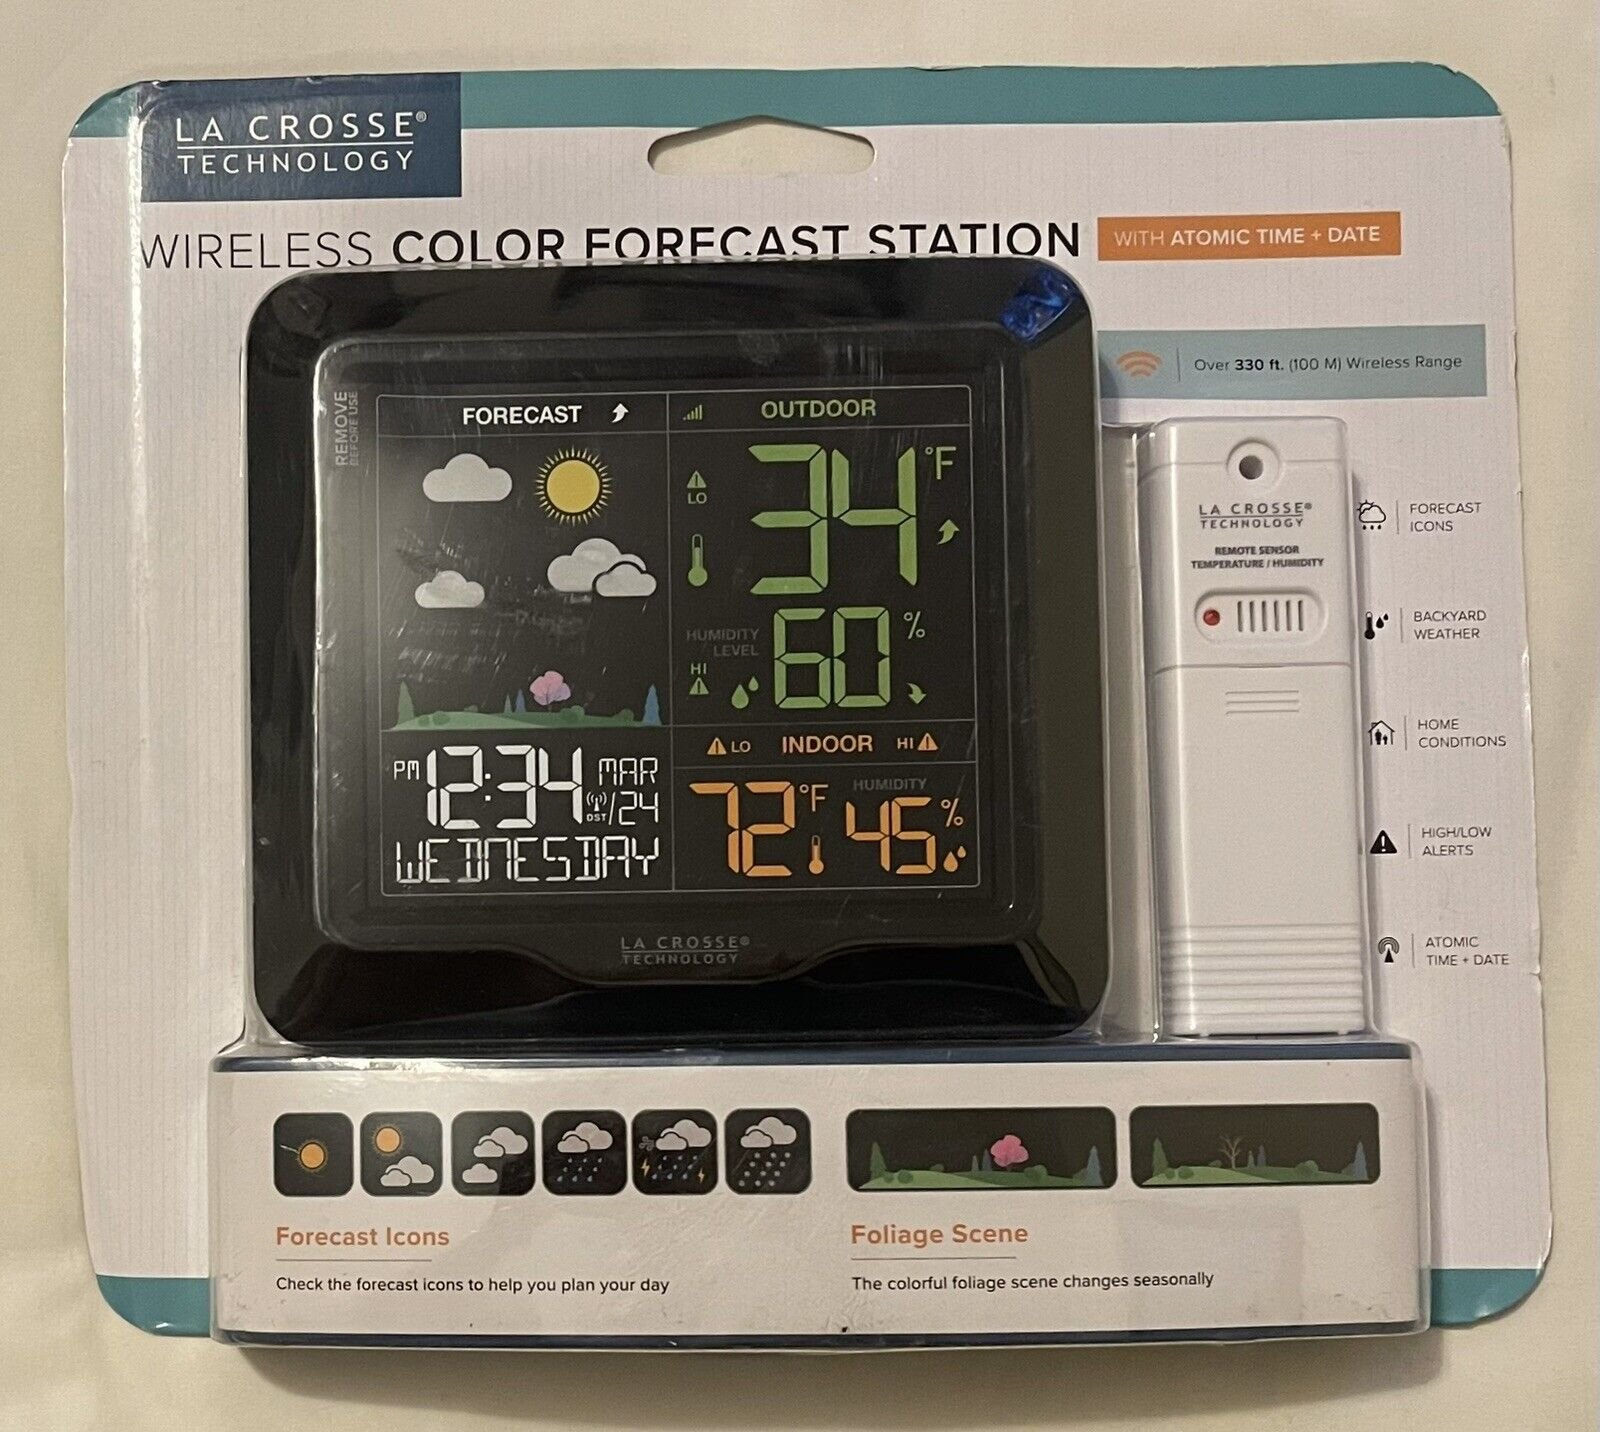 LA CROSSE®
TECHNOLOGY
WIRELESS COLOR FORECAST STATION
WITH ATOMIC TIME + DATE
Over 330 ft. (100 M) Wireless Range
REMOVE
BEFORE USE
FORECAST
OUTDOOR
LO
34 °F
HUMIDITY
LEVEL
HI
60 %
LO INDOOR HI
PM 12:34 MAR
DST /24
WEDNESDAY
HUMIDITY
72 °F 45 %
LA CROSSE®
TECHNOLOGY
LA CROSSE®
TECHNOLOGY
REMOTE SENSOR
TEMPERATURE / HUMIDITY
FORECAST
ICONS
BACKYARD
WEATHER
HOME
CONDITIONS
HIGH/LOW
ALERTS
ATOMIC
TIME + DATE
Forecast Icons
Check the forecast icons to help you plan your day
Foliage Scene
The colorful foliage scene changes seasonally